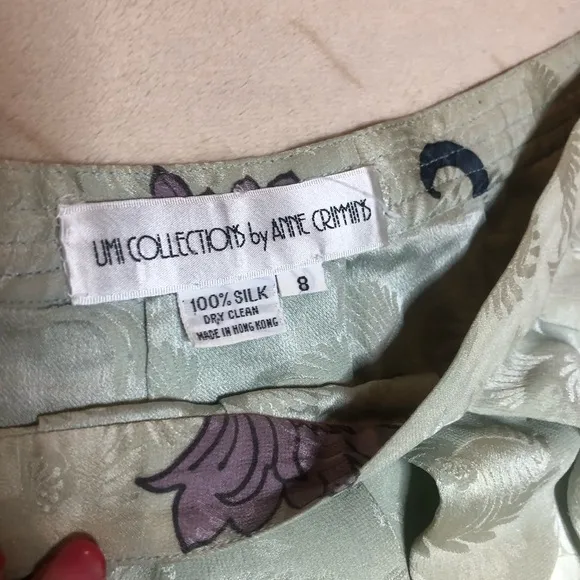 UMI COLLECTIONS by ANNE CRIMMINS
100% SILK
DRY CLEAN
MADE IN HONG KONG
8